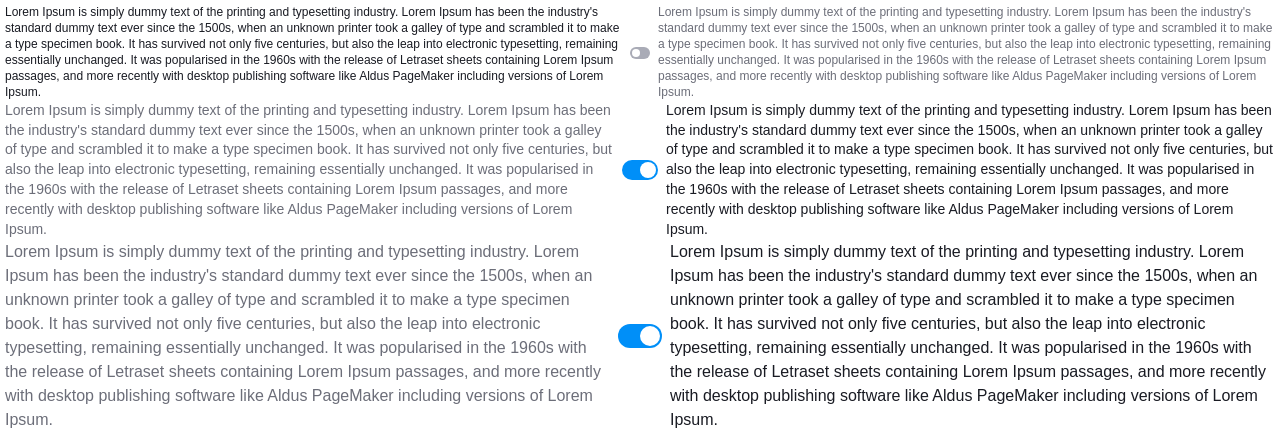 Lorem Ipsum is simply dummy text of the printing and typesetting industry. Lorem Ipsum has been the industry's
standard dummy text ever since the 1500s, when an unknown printer took a galley of type and scrambled it to make
a type specimen book. It has survived not only five centuries, but also the leap into electronic typesetting, remaining
essentially unchanged. It was popularised in the 1960s with the release of Letraset sheets containing Lorem Ipsum
passages, and more recently with desktop publishing software like Aldus PageMaker including versions of Lorem
Ipsum.
Lorem Ipsum is simply dummy text of the printing and typesetting industry. Lorem Ipsum has been the industry's
standard dummy text ever since the 1500s, when an unknown printer took a galley of type and scrambled it to make
a type specimen book. It has survived not only five centuries, but also the leap into electronic typesetting, remaining
essentially unchanged. It was popularised in the 1960s with the release of Letraset sheets containing Lorem Ipsum
passages, and more recently with desktop publishing software like Aldus PageMaker including versions of Lorem
Ipsum.
Lorem Ipsum is simply dummy text of the printing and typesetting industry. Lorem Ipsum has been
the industry's standard dummy text ever since the 1500s, when an unknown printer took a galley
of type and scrambled it to make a type specimen book. It has survived not only five centuries, but
also the leap into electronic typesetting, remaining essentially unchanged. It was popularised in
the 1960s with the release of Letraset sheets containing Lorem Ipsum passages, and more
recently with desktop publishing software like Aldus PageMaker including versions of Lorem
Ipsum.
Lorem Ipsum is simply dummy text of the printing and typesetting industry. Lorem Ipsum has been
the industry's standard dummy text ever since the 1500s, when an unknown printer took a galley
of type and scrambled it to make a type specimen book. It has survived not only five centuries, but
also the leap into electronic typesetting, remaining essentially unchanged. It was popularised in
the 1960s with the release of Letraset sheets containing Lorem Ipsum passages, and more
recently with desktop publishing software like Aldus PageMaker including versions of Lorem
Ipsum.
Lorem Ipsum is simply dummy text of the printing and typesetting industry. Lorem
Ipsum has been the industry's standard dummy text ever since the 1500s, when an
unknown printer took a galley of type and scrambled it to make a type specimen
book. It has survived not only five centuries, but also the leap into electronic
typesetting, remaining essentially unchanged. It was popularised in the 1960s with
the release of Letraset sheets containing Lorem Ipsum passages, and more recently
with desktop publishing software like Aldus PageMaker including versions of Lorem
Ipsum.
Lorem Ipsum is simply dummy text of the printing and typesetting industry. Lorem
Ipsum has been the industry's standard dummy text ever since the 1500s, when an
unknown printer took a galley of type and scrambled it to make a type specimen
book. It has survived not only five centuries, but also the leap into electronic
typesetting, remaining essentially unchanged. It was popularised in the 1960s with
the release of Letraset sheets containing Lorem Ipsum passages, and more recently
with desktop publishing software like Aldus PageMaker including versions of Lorem
Ipsum.